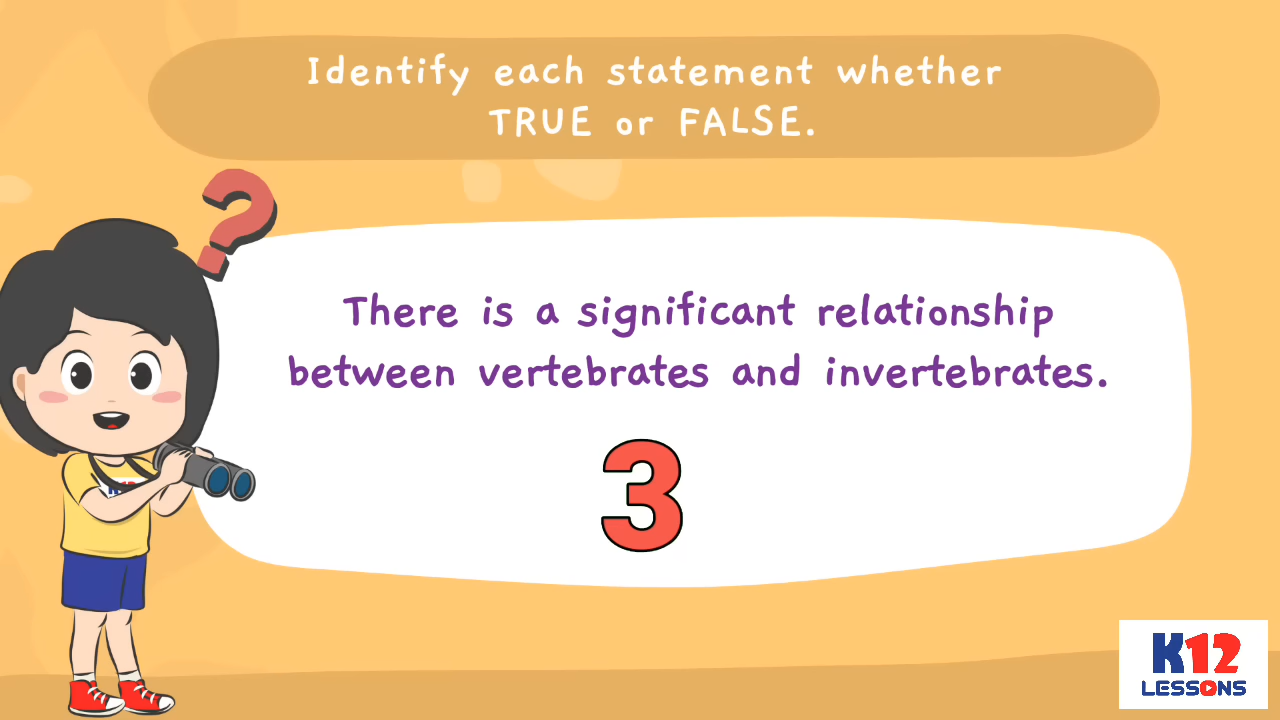 Identify each statement whether
TRUE or FALSE.
?
There is a significant relationship
between vertebrates and invertebrates.
3
K12
LESSONS